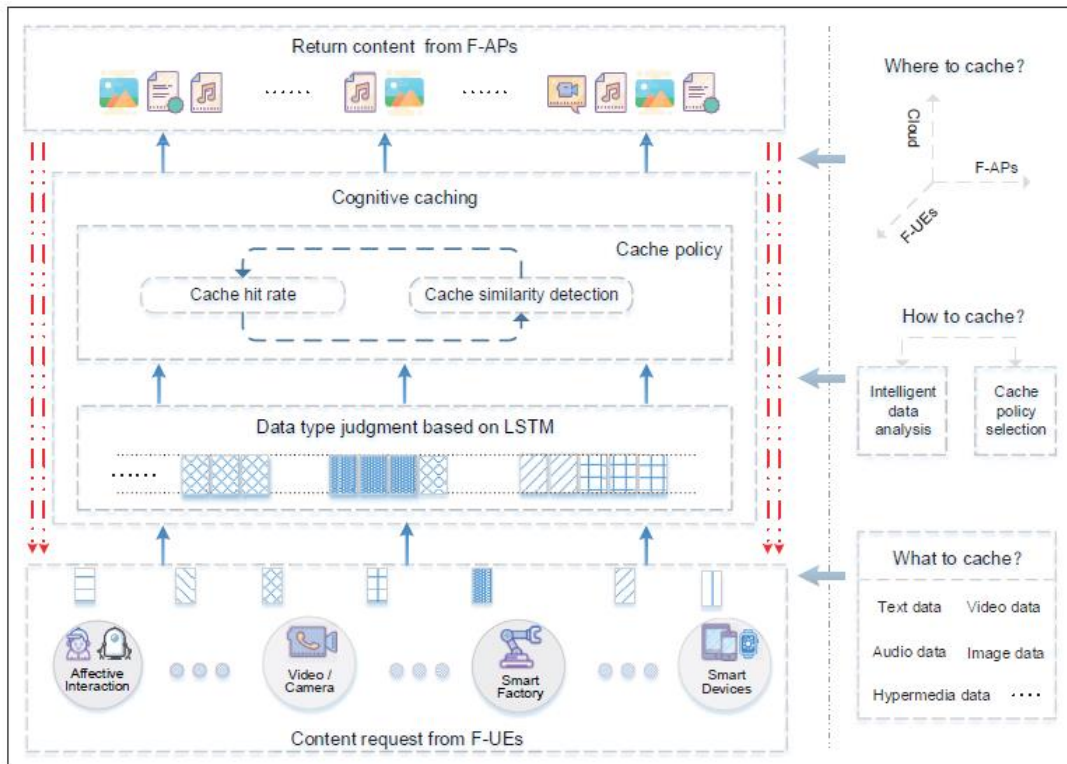 Return content from F-APs
......
......
Cognitive caching
Cache policy
Cache hit rate
Cache similarity detection
Data type judgment based on LSTM
......
Affective
Interaction
Video /
Camera
Smart
Factory
Smart
Devices
Content request from F-UEs
Where to cache?
Cloud
F-APs
F-UEs
How to cache?
Intelligent
data
analysis
Cache
policy
selection
What to cache?
Text data
Video data
Audio data
Image data
Hypermedia data
.....